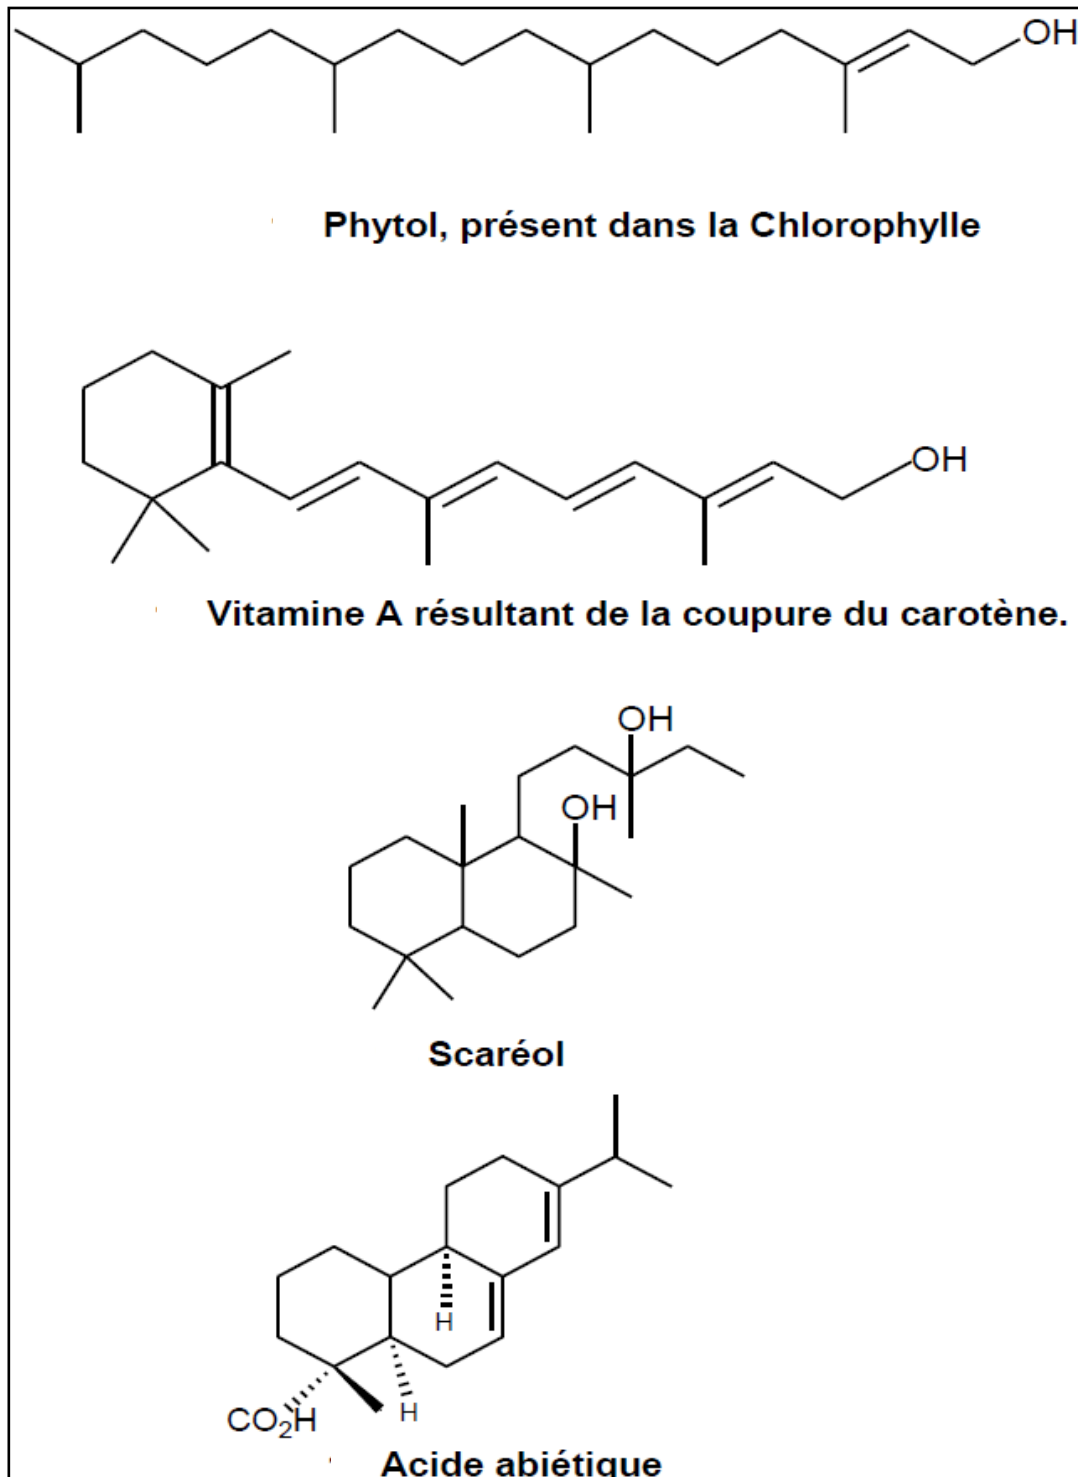 OH
Phytol, présent dans la Chlorophylle
OH
Vitamine A résultant de la coupure du carotène.
OH
OH
Scaréol
H
CO2H
H
Acide abiétique